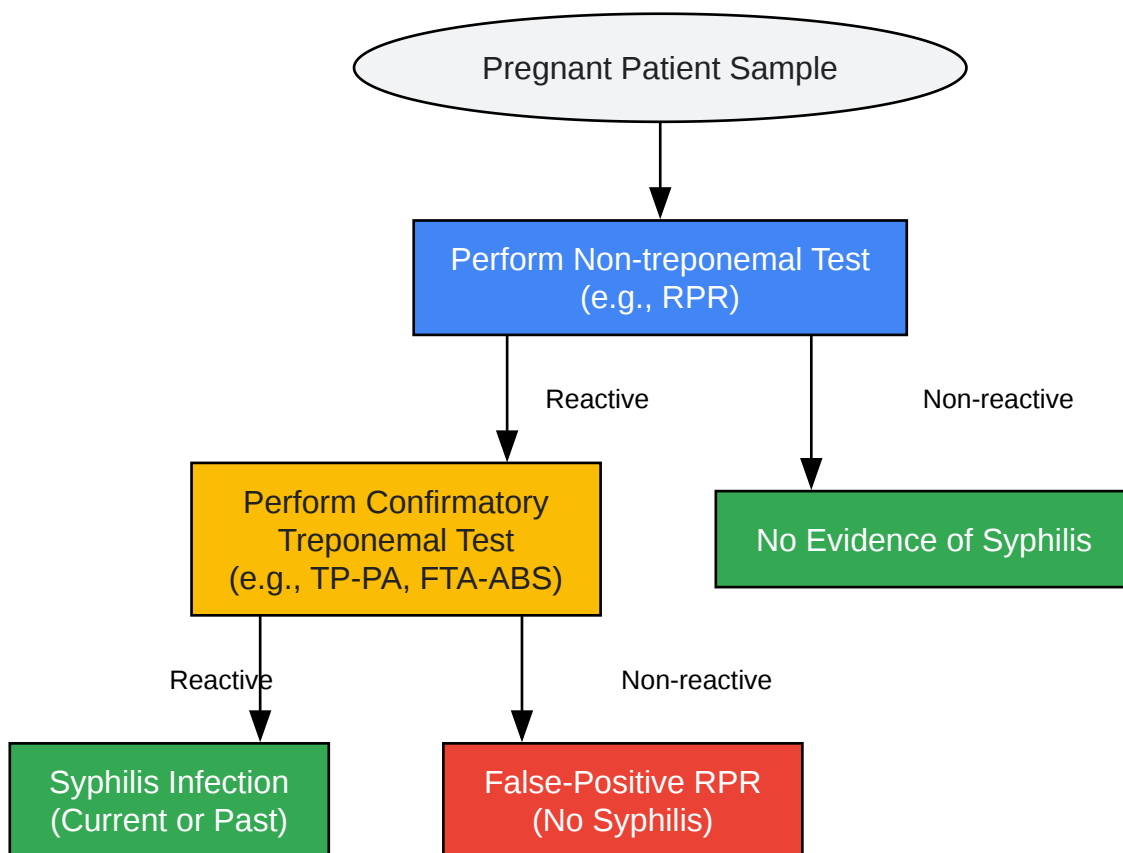 Pregnant Patient Sample
Perform Non-treponemal Test
(e.g., RPR)
Reactive
Non-reactive
Perform Confirmatory
Treponemal Test
(e.g., TP-PA, FTA-ABS)
No Evidence of Syphilis
Reactive
Non-reactive
Syphilis Infection
(Current or Past)
False-Positive RPR
(No Syphilis)